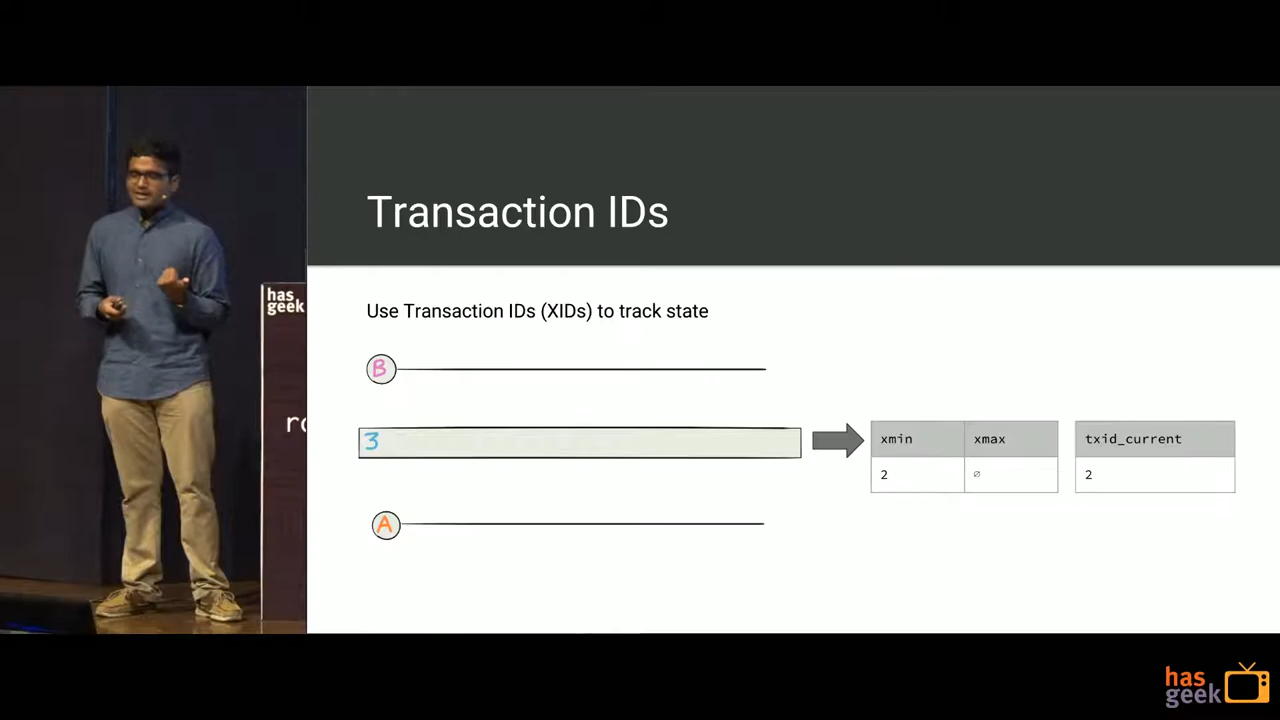 Transaction IDs
Use Transaction IDs (XIDs) to track state
B
3
xmin xmax txid_current
2 ∅ 2
A
has
geek
has
geek